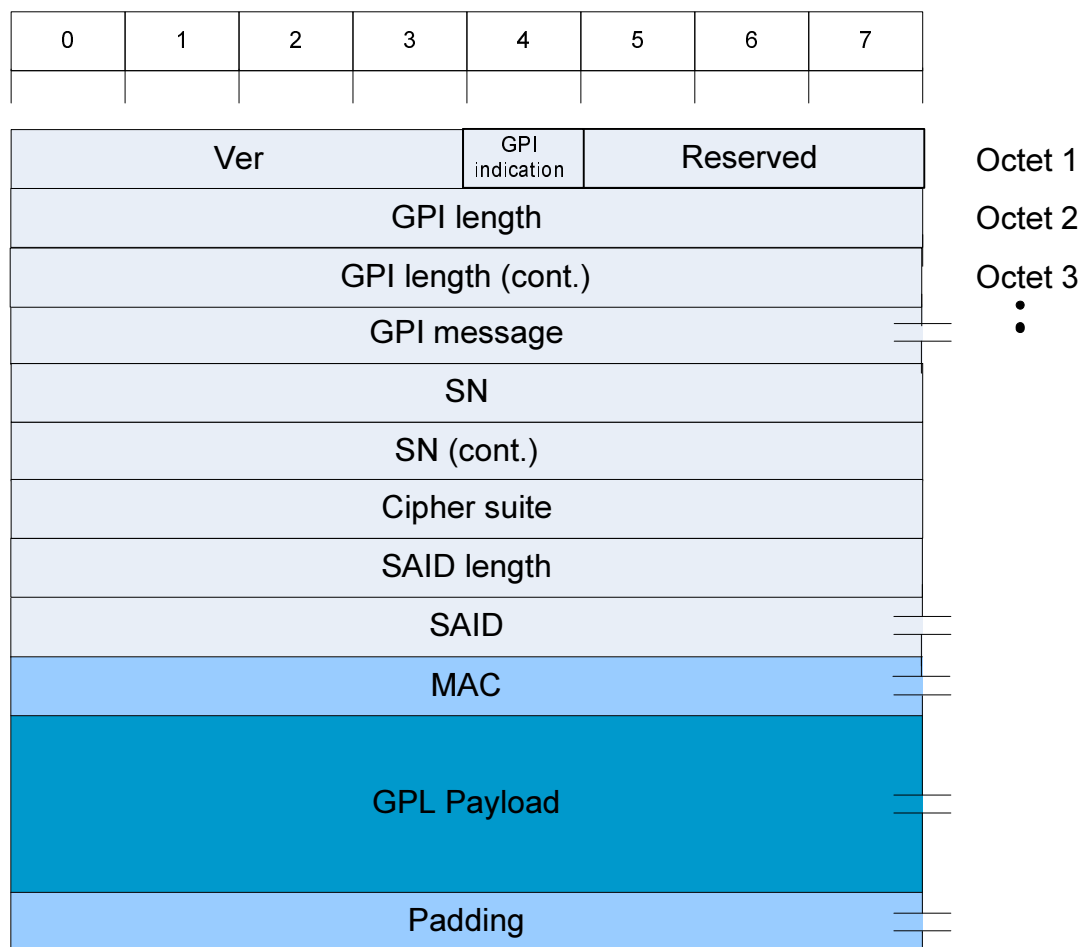 0 1 2 3 4 5 6 7
Ver GPI indication Reserved Octet 1
GPI length Octet 2
GPI length (cont.) Octet 3
GPI message
SN
SN (cont.)
Cipher suite
SAID length
SAID
MAC
GPL Payload
Padding